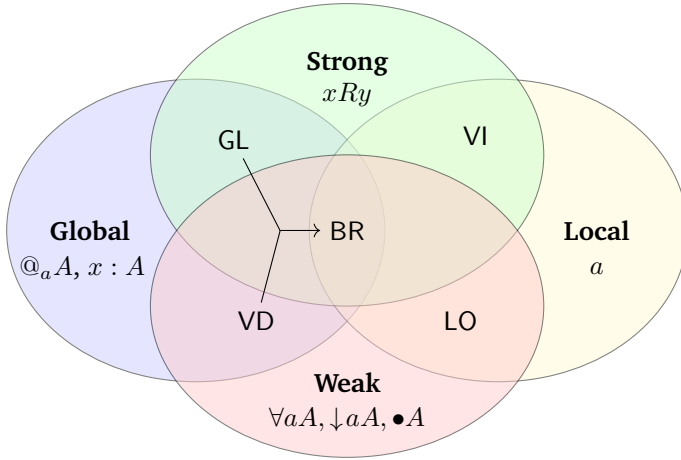 Strong
xRy
GL
VI
Global
@ₐA, x : A
BR
Local
a
VD
LO
Weak
∀aA, ↓aA, •A